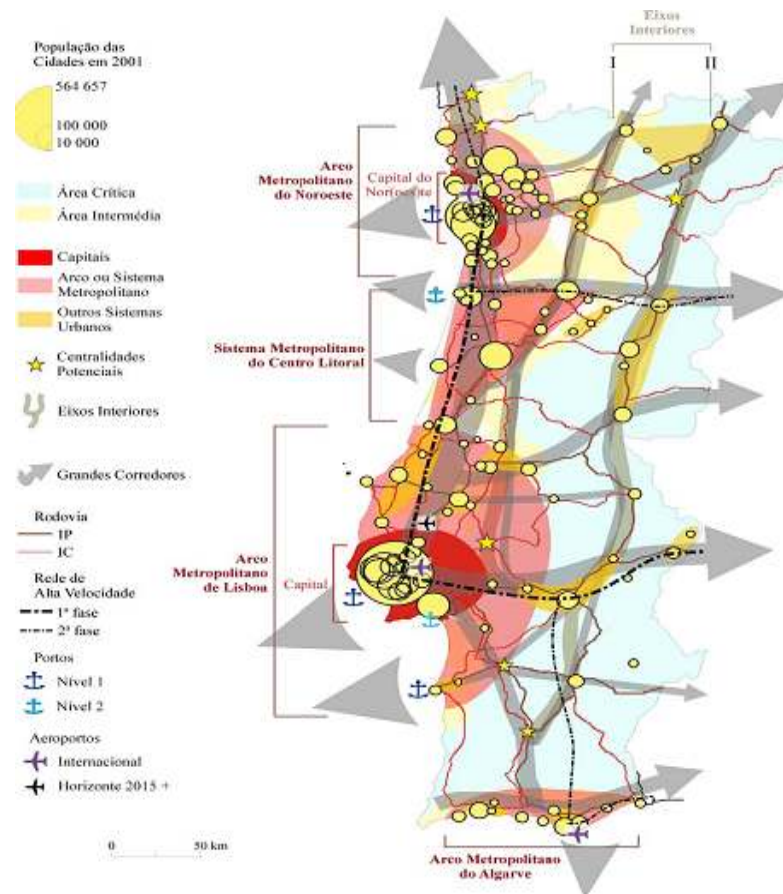 População das
Cidades em 2001
564 657
100 000
10 000
Área Crítica
Área Intermédia
Capitais
Arco ou Sistema
Metropolitano
Outros Sistemas
Urbanos
Centralidades
Potenciais
Eixos Interiores
Grandes Corredores
Rodovia
IP
IC
Rede de
Alta Velocidade
1ª fase
2ª fase
Portos
Nível 1
Nível 2
Aeroportos
Internacional
Horizonte 2015 +
0
50 km
Eixos
Interiores
I
II
Arco
Metropolitano
do Noroeste
Capital do
Noroeste
Sistema Metropolitano
do Centro Litoral
Arco
Metropolitano
de Lisboa
Capital
Arco Metropolitano
do Algarve